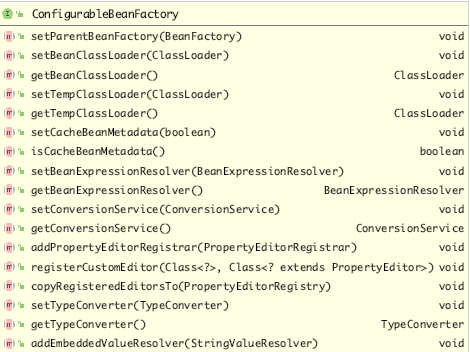 ConfigurableBeanFactory
setParentBeanFactory(BeanFactory) void
setBeanClassLoader(ClassLoader) void
getBeanClassLoader() ClassLoader
setTempClassLoader(ClassLoader) void
getTempClassLoader() ClassLoader
setCacheBeanMetadata(boolean) void
isCacheBeanMetadata() boolean
setBeanExpressionResolver(BeanExpressionResolver) void
getBeanExpressionResolver() BeanExpressionResolver
setConversionService(ConversionService) void
getConversionService() ConversionService
addPropertyEditorRegistrar(PropertyEditorRegistrar) void
registerCustomEditor(Class<?>, Class<? extends PropertyEditor>) void
copyRegisteredEditorsTo(PropertyEditorRegistry) void
setTypeConverter(TypeConverter) void
getTypeConverter() TypeConverter
addEmbeddedValueResolver(StringValueResolver) void